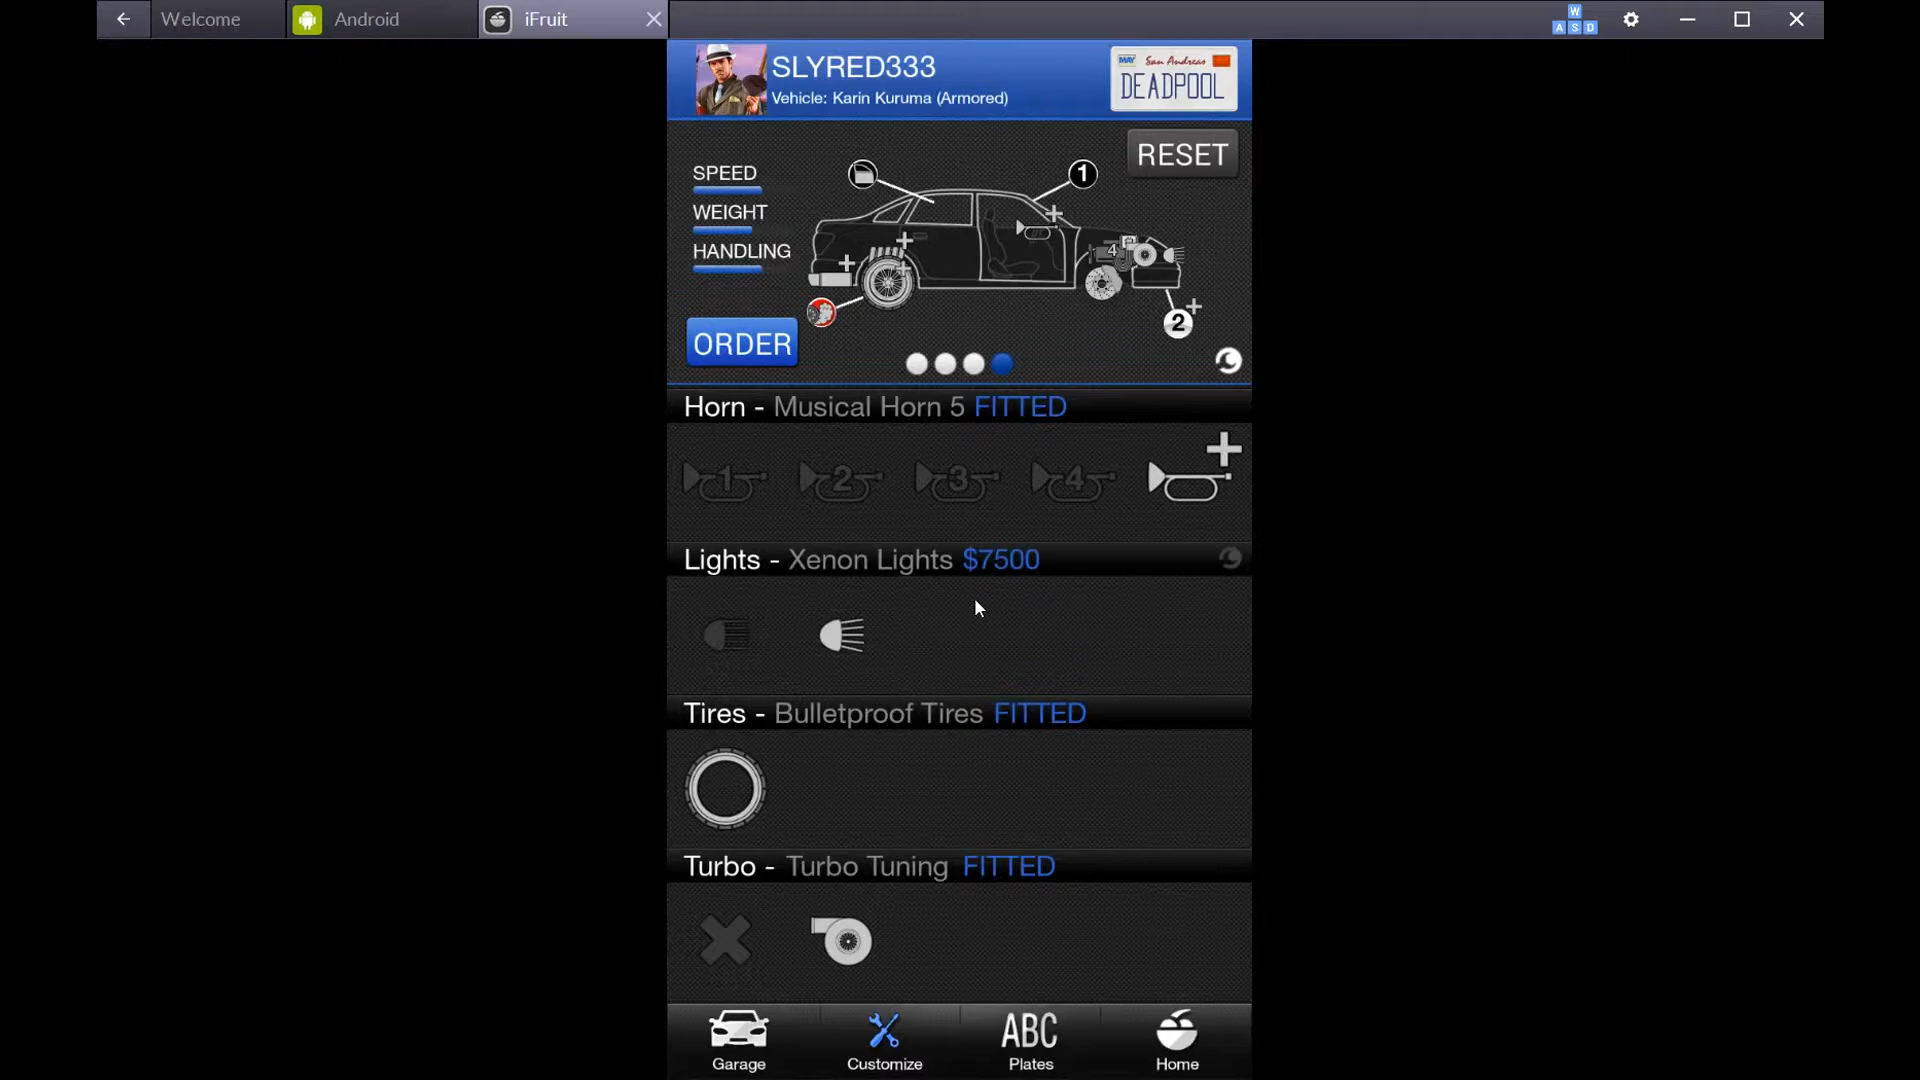 Welcome
Android
iFruit
W
A S D
SLYRED333
Vehicle: Karin Kuruma (Armored)
MAY San Andreas
DEADPOOL
RESET
SPEED
WEIGHT
HANDLING
1
4
2
ORDER
Horn - Musical Horn 5 FITTED
1 2 3 4
Lights - Xenon Lights $7500
Tires - Bulletproof Tires FITTED
Turbo - Turbo Tuning FITTED
ABC
Garage Customize Plates Home